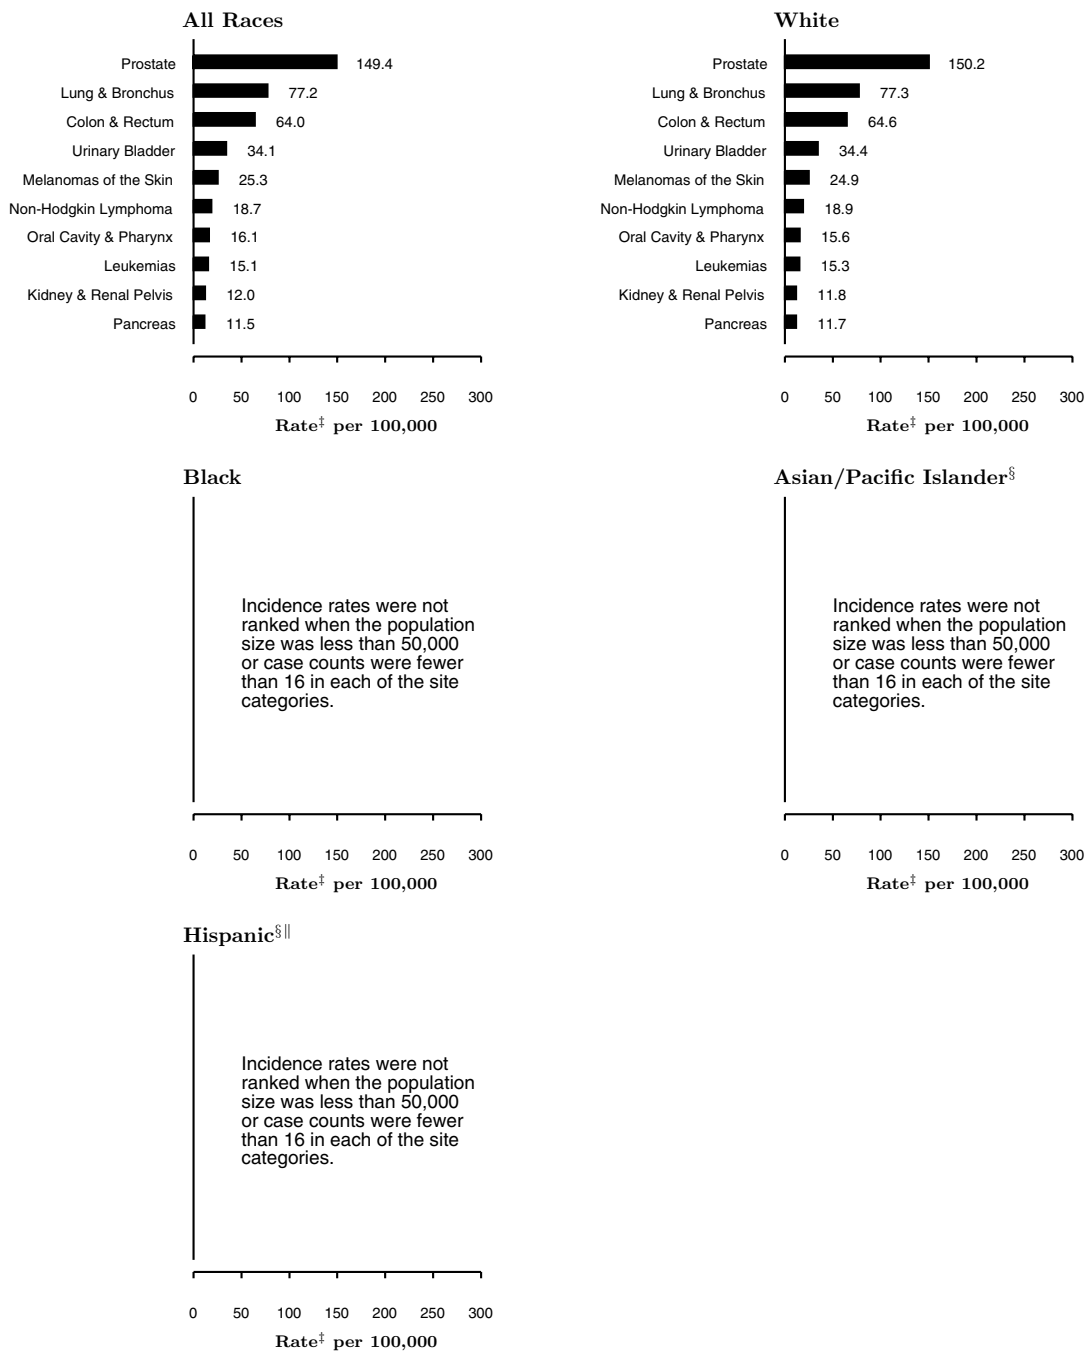 All Races
Prostate 149.4
Lung & Bronchus 77.2
Colon & Rectum 64.0
Urinary Bladder 34.1
Melanomas of the Skin 25.3
Non-Hodgkin Lymphoma 18.7
Oral Cavity & Pharynx 16.1
Leukemias 15.1
Kidney & Renal Pelvis 12.0
Pancreas 11.5
0 50 100 150 200 250 300
Rate‡ per 100,000
White
Prostate 150.2
Lung & Bronchus 77.3
Colon & Rectum 64.6
Urinary Bladder 34.4
Melanomas of the Skin 24.9
Non-Hodgkin Lymphoma 18.9
Oral Cavity & Pharynx 15.6
Leukemias 15.3
Kidney & Renal Pelvis 11.8
Pancreas 11.7
0 50 100 150 200 250 300
Rate‡ per 100,000
Black
Incidence rates were not
ranked when the population
size was less than 50,000
or case counts were fewer
than 16 in each of the site
categories.
0 50 100 150 200 250 300
Rate‡ per 100,000
Asian/Pacific Islander§
Incidence rates were not
ranked when the population
size was less than 50,000
or case counts were fewer
than 16 in each of the site
categories.
0 50 100 150 200 250 300
Rate‡ per 100,000
Hispanic§‖
Incidence rates were not
ranked when the population
size was less than 50,000
or case counts were fewer
than 16 in each of the site
categories.
0 50 100 150 200 250 300
Rate‡ per 100,000